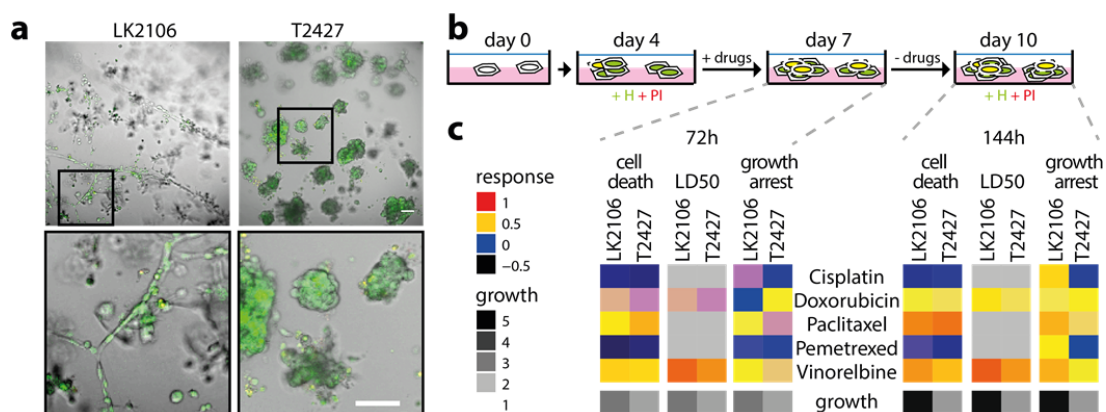 a
LK2106
T2427
b
day 0
day 4
+ drugs
day 7
- drugs
day 10
+ H + PI
+ H + PI
c
72h
144h
response
1
0.5
0
−0.5
growth
5
4
3
2
1
cell death
LD50
growth arrest
cell death
LD50
growth arrest
LK2106
T2427
LK2106
T2427
LK2106
T2427
LK2106
T2427
LK2106
T2427
LK2106
T2427
Cisplatin
Doxorubicin
Paclitaxel
Pemetrexed
Vinorelbine
growth